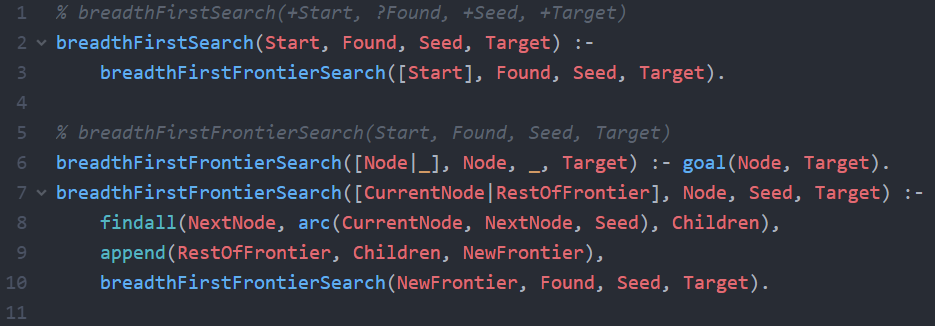 1 % breadthFirstSearch(+Start, ?Found, +Seed, +Target)
2 breadthFirstSearch(Start, Found, Seed, Target) :-
3 breadthFirstFrontierSearch([Start], Found, Seed, Target).
4
5 % breadthFirstFrontierSearch(Start, Found, Seed, Target)
6 breadthFirstFrontierSearch([Node|_], Node, _, Target) :- goal(Node, Target).
7 breadthFirstFrontierSearch([CurrentNode|RestOfFrontier], Node, Seed, Target) :-
8 findall(NextNode, arc(CurrentNode, NextNode, Seed), Children),
9 append(RestOfFrontier, Children, NewFrontier),
10 breadthFirstFrontierSearch(NewFrontier, Found, Seed, Target).
11